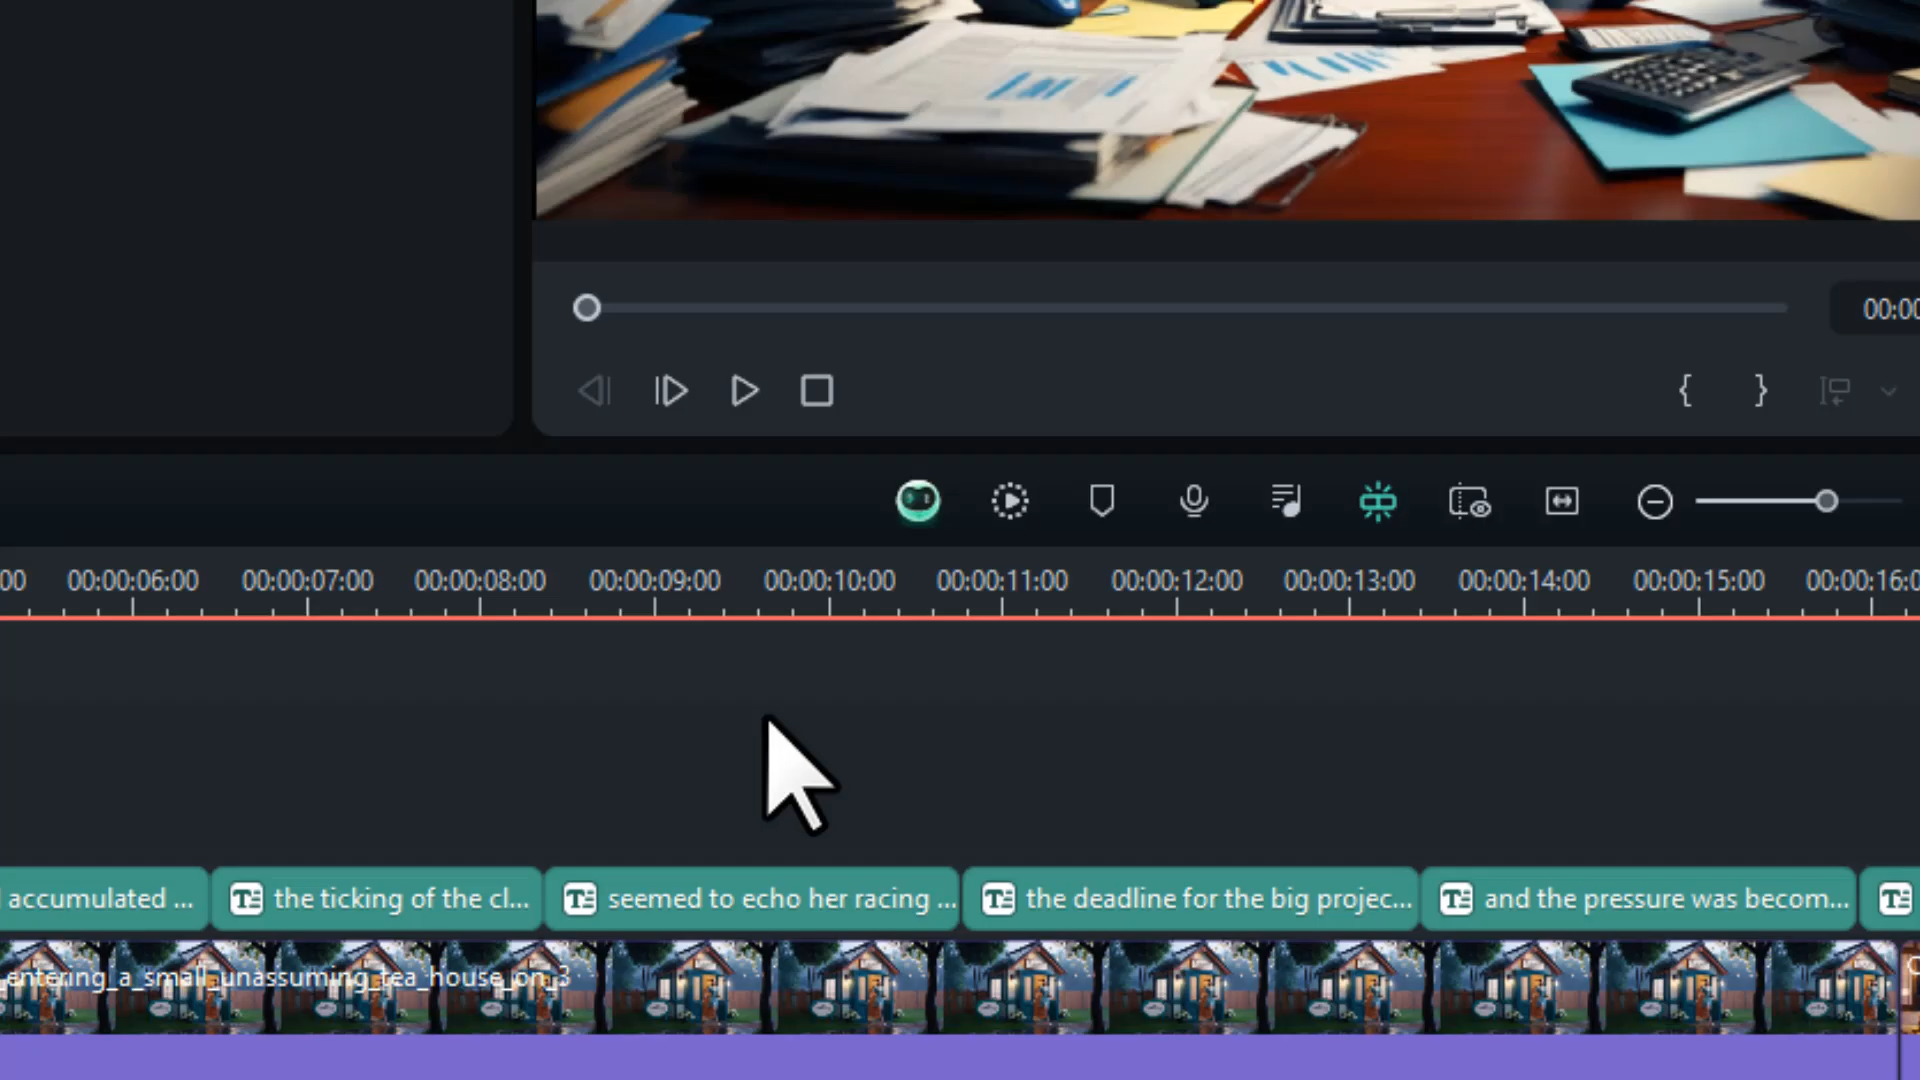 00:00
00 00:00:06:00 00:00:07:00 00:00:08:00 00:00:09:00 00:00:10:00 00:00:11:00 00:00:12:00 00:00:13:00 00:00:14:00 00:00:15:00 00:00:16:0
accumulated ... the ticking of the cl... seemed to echo her racing ... the deadline for the big projec... and the pressure was becom...
entering_a_small_unassuming_tea_house_on_3